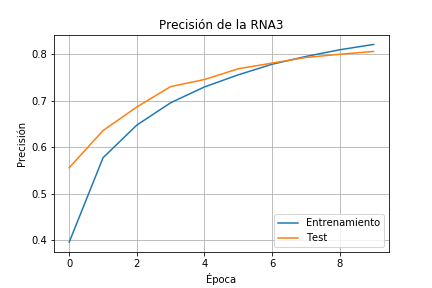 Precisión de la RNA3
Precisión
0.8
0.7
0.6
0.5
0.4
0
2
4
6
8
Época
Entrenamiento
Test